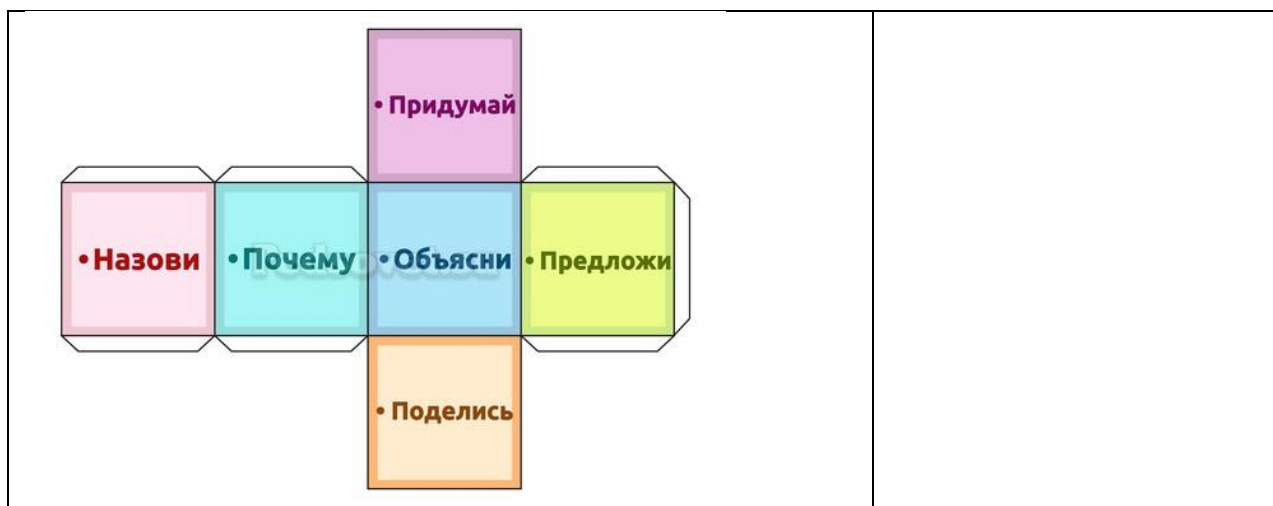 • Придумай
• Назови • Почему • Объясни • Предложи
• Поделись